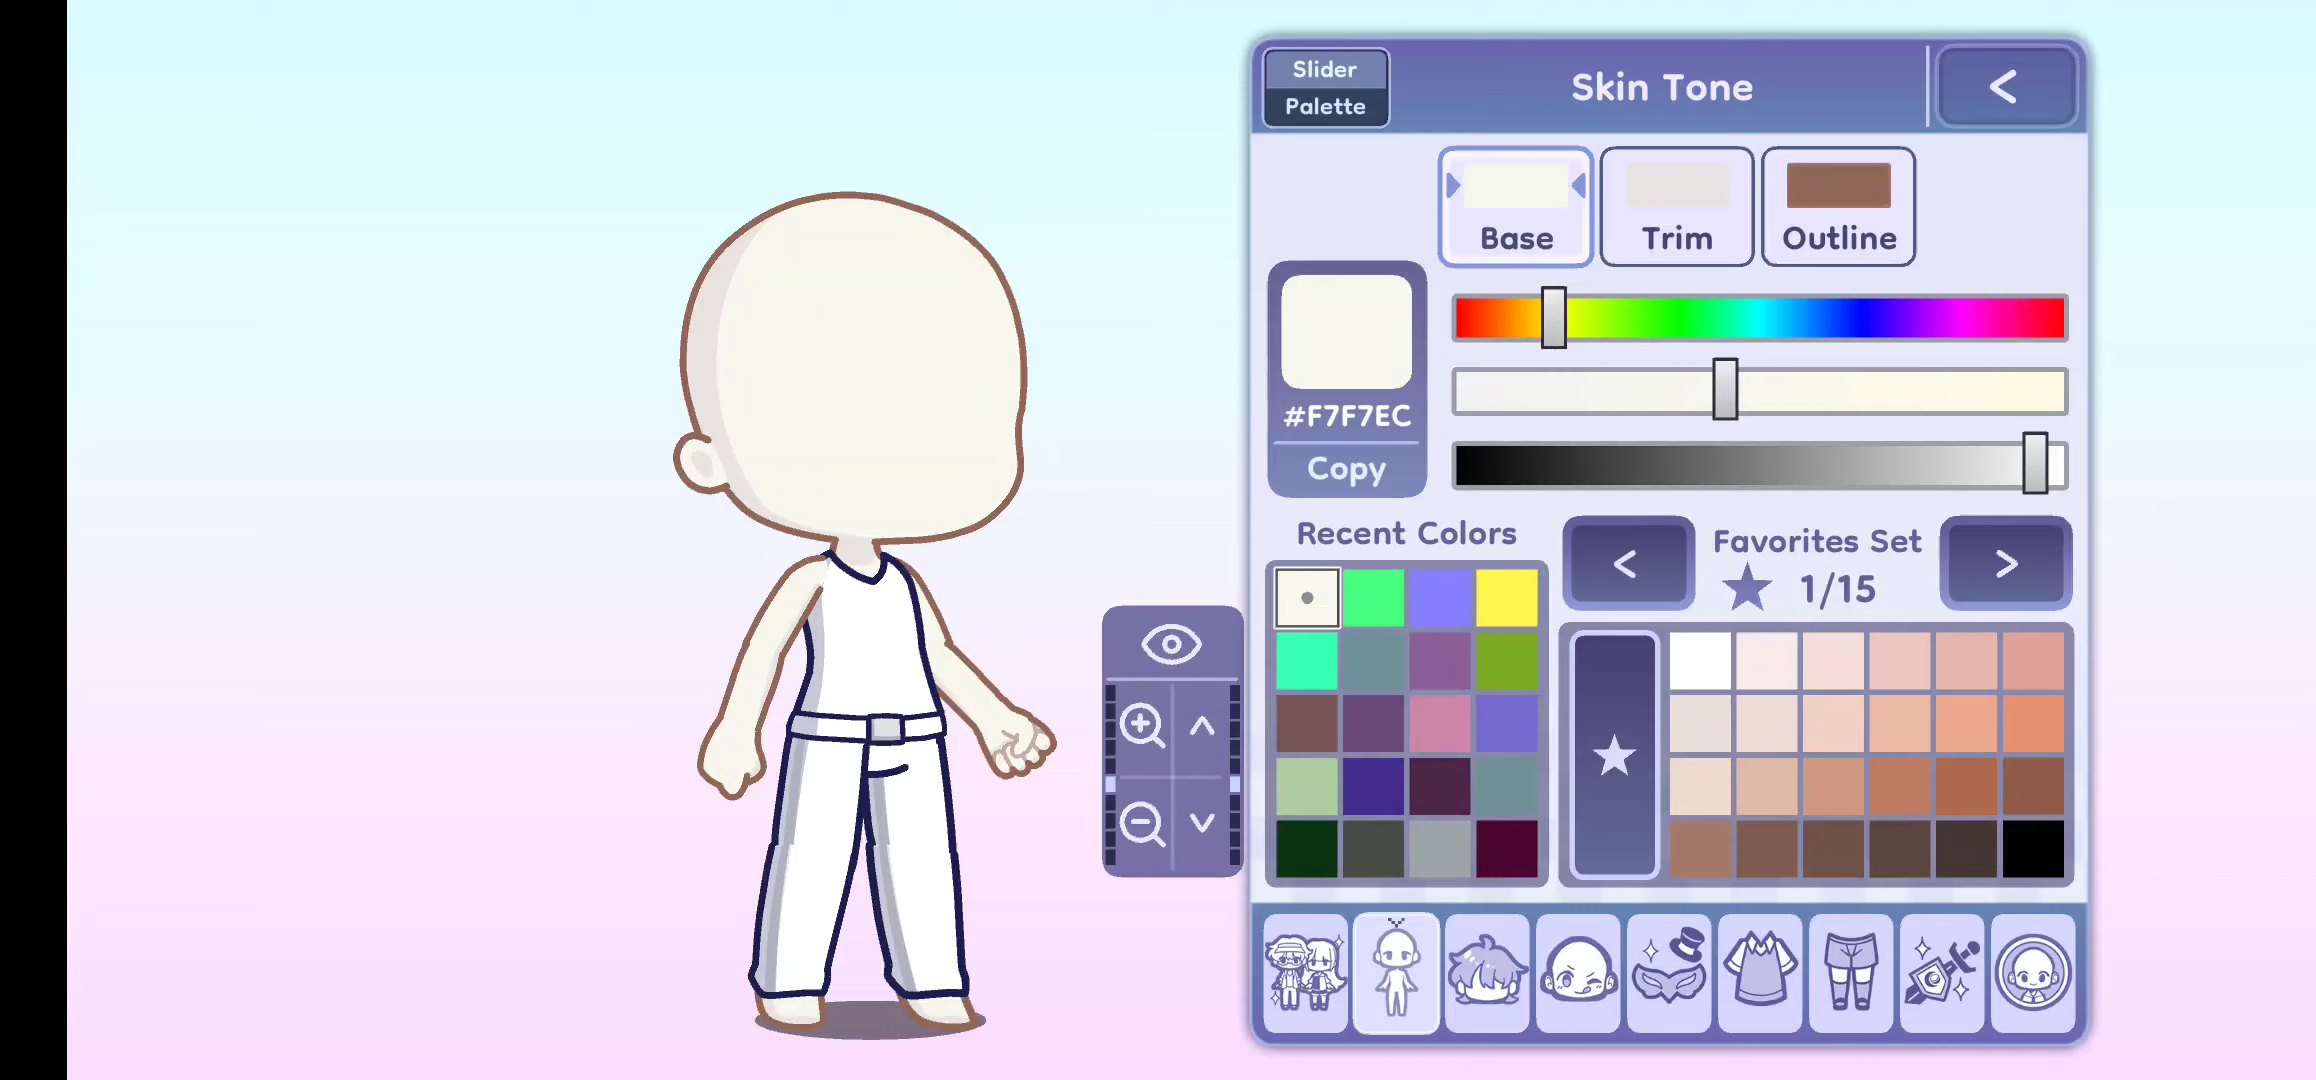 Slider
Palette
Skin Tone
<
Base
Trim
Outline
#F7F7EC
Copy
Recent Colors
<
Favorites Set
1/15
>